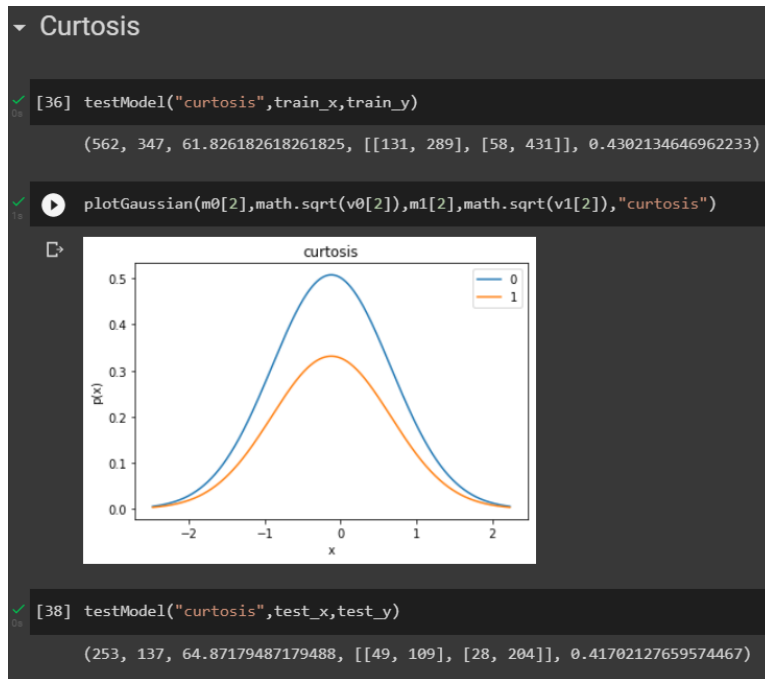 Curtosis
[36] testModel("curtosis",train_x,train_y)
0s
(562, 347, 61.826182618261825, [[131, 289], [58, 431]], 0.4302134646962233)
plotGaussian(m0[2],math.sqrt(v0[2]),m1[2],math.sqrt(v1[2]),"curtosis")
1s
curtosis
0
1
0.5
0.4
0.3
0.2
0.1
0.0
p(x)
−2 −1 0 1 2
x
[38] testModel("curtosis",test_x,test_y)
0s
(253, 137, 64.87179487179488, [[49, 109], [28, 204]], 0.41702127659574467)